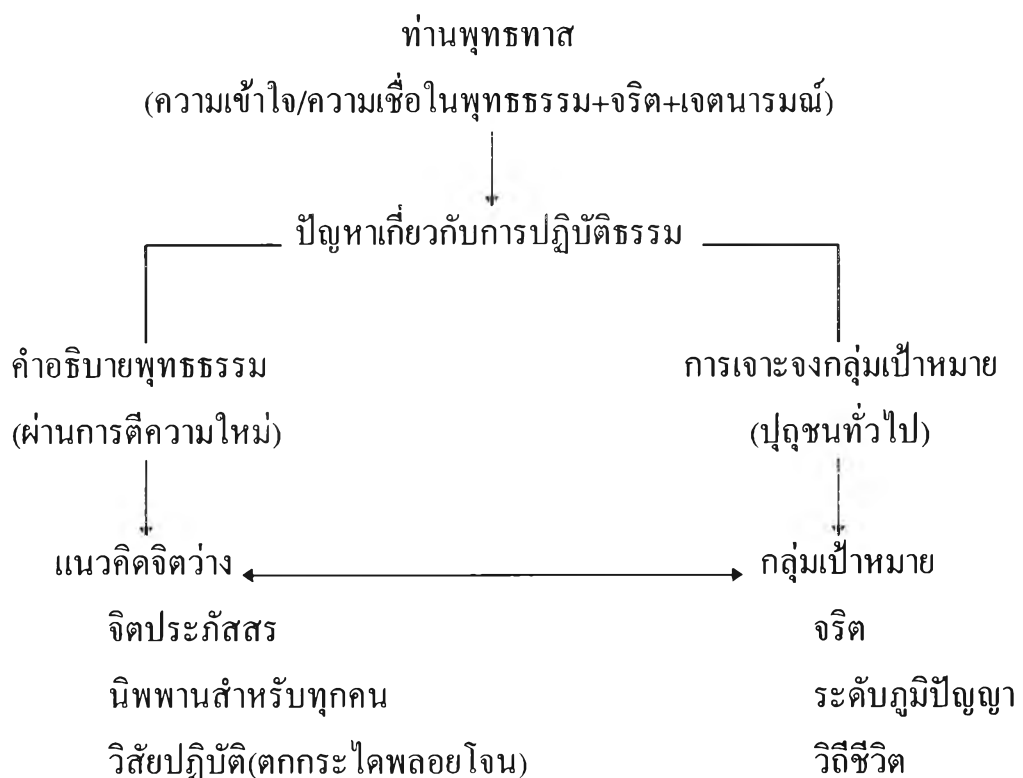 ท่านพุทธทาส
(ความเข้าใจ/ความเชื่อในพุทธธรรม+จริต+เจตนารมณ์)
ปัญหาเกี่ยวกับการปฏิบัติธรรม
คำอธิบายพุทธธรรม
(ผ่านการตีความใหม่)
การเจาะจงกลุ่มเป้าหมาย
(ปุถุชนทั่วไป)
แนวคิดจิตว่าง
จิตประภัสสร
นิพพานสำหรับทุกคน
วิสัยปฏิบัติ(ตกกระไดพลอยโจน)
กลุ่มเป้าหมาย
จริต
ระดับภูมิปัญญา
วิถีชีวิต